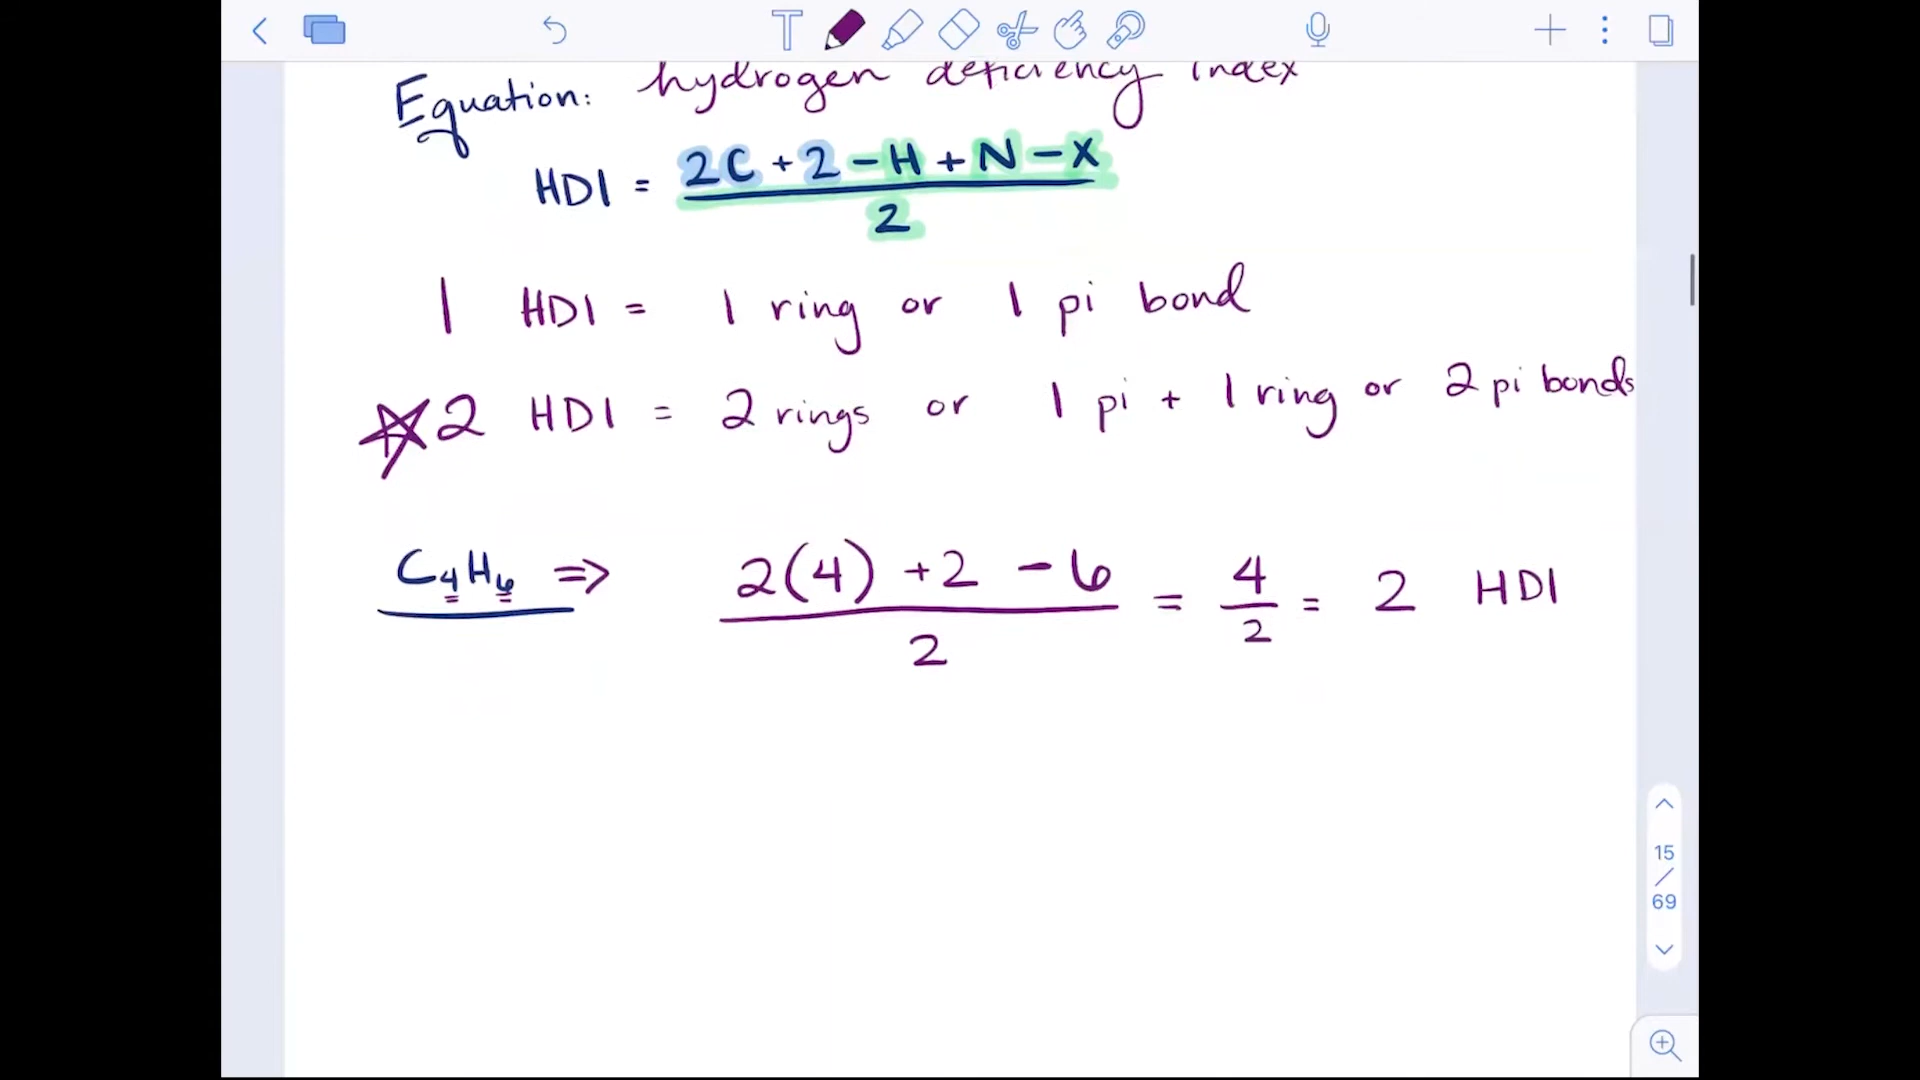 T
Equation: hydrogen deficiency index
HDI = 2C + 2 - H + N - X
2
1 HDI = 1 ring or 1 pi bond
☆ 2 HDI = 2 rings or 1 pi + 1 ring or 2 pi bonds
C₄H₆ ⇒ 2(4) + 2 - 6 = 4 = 2 HDI
2 2
15
/
69